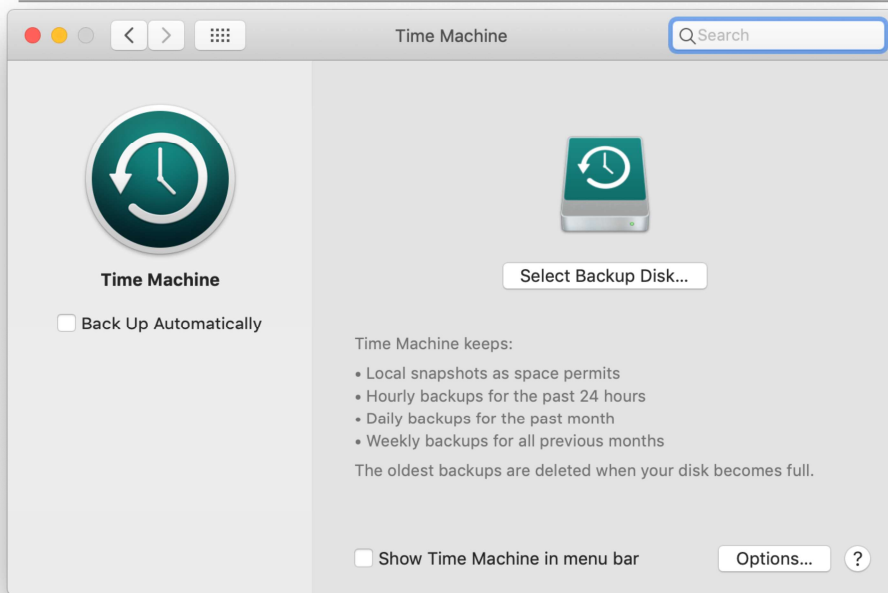 Time Machine
Search
Time Machine
Back Up Automatically
Select Backup Disk...
Time Machine keeps:
• Local snapshots as space permits
• Hourly backups for the past 24 hours
• Daily backups for the past month
• Weekly backups for all previous months
The oldest backups are deleted when your disk becomes full.
Show Time Machine in menu bar
Options...
?